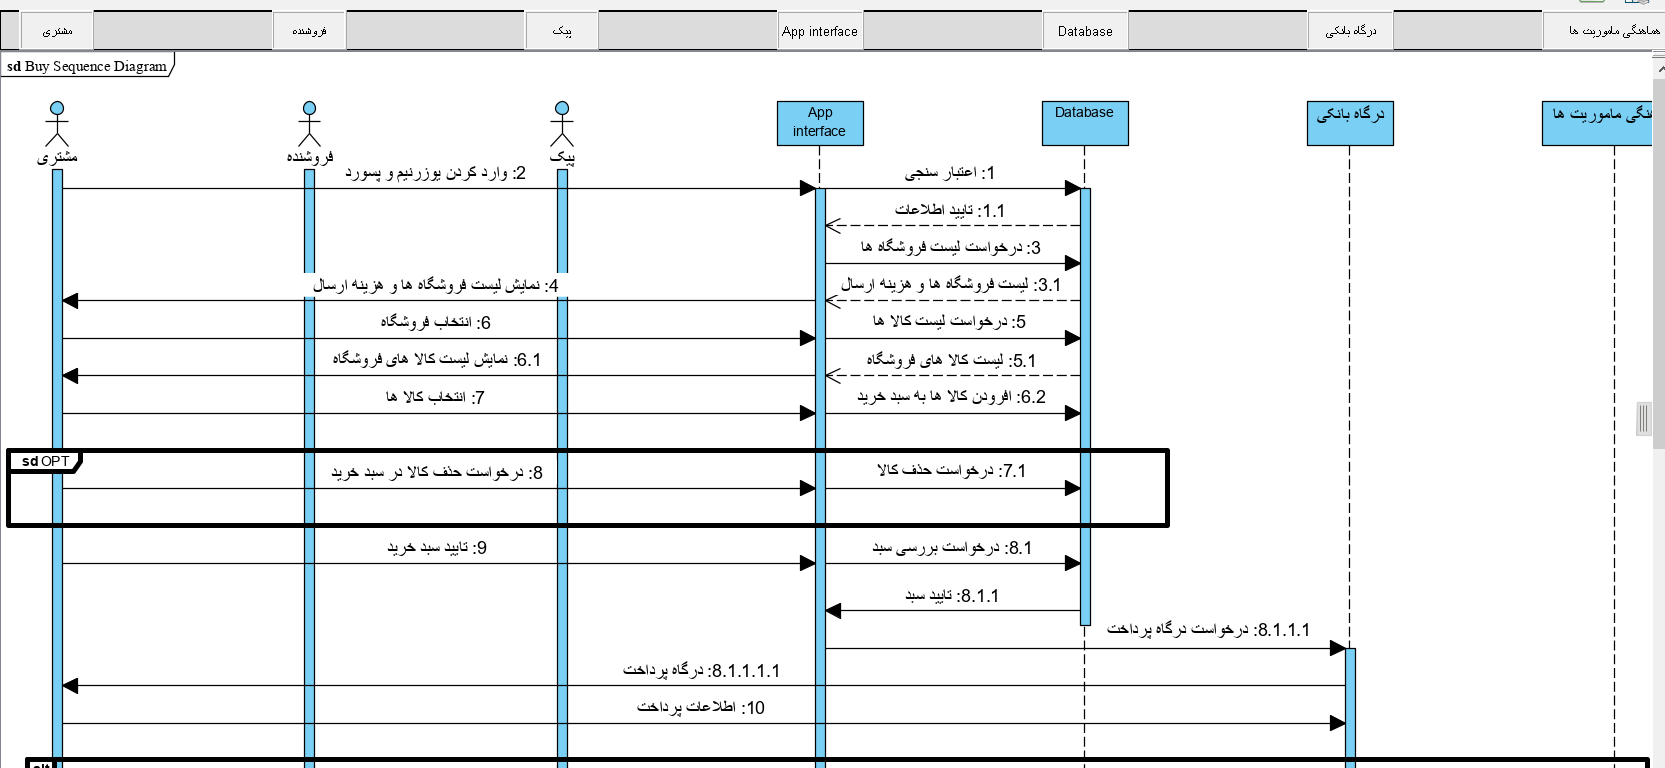 مشتری
فروشنده
پیک
App interface
Database
درگاه بانکی
هماهنگی ماموریت ها
sd Buy Sequence Diagram
مشتری
فروشنده
پیک
App
interface
Database
درگاه بانکی
ماموریت ها
2: وارد کردن یوزرنیم و پسورد
1: اعتبار سنجی
1.1: تایید اطلاعات
3: درخواست لیست فروشگاه ها
4: نمایش لیست فروشگاه ها و هزینه ارسال
3.1: لیست فروشگاه ها و هزینه ارسال
6: انتخاب فروشگاه
5: درخواست لیست کالا ها
6.1: نمایش لیست کالا های فروشگاه
5.1: لیست کالا های فروشگاه
7: انتخاب کالا ها
6.2: افرودن کالا ها به سبد خرید
sd OPT
8: درخواست حذف کالا در سبد خرید
7.1: درخواست حذف کالا
9: تایید سبد خرید
8.1: درخواست بررسی سبد
8.1.1: تایید سبد
8.1.1.1: درخواست درگاه پرداخت
8.1.1.1.1: درگاه پرداخت
10: اطلاعات پرداخت